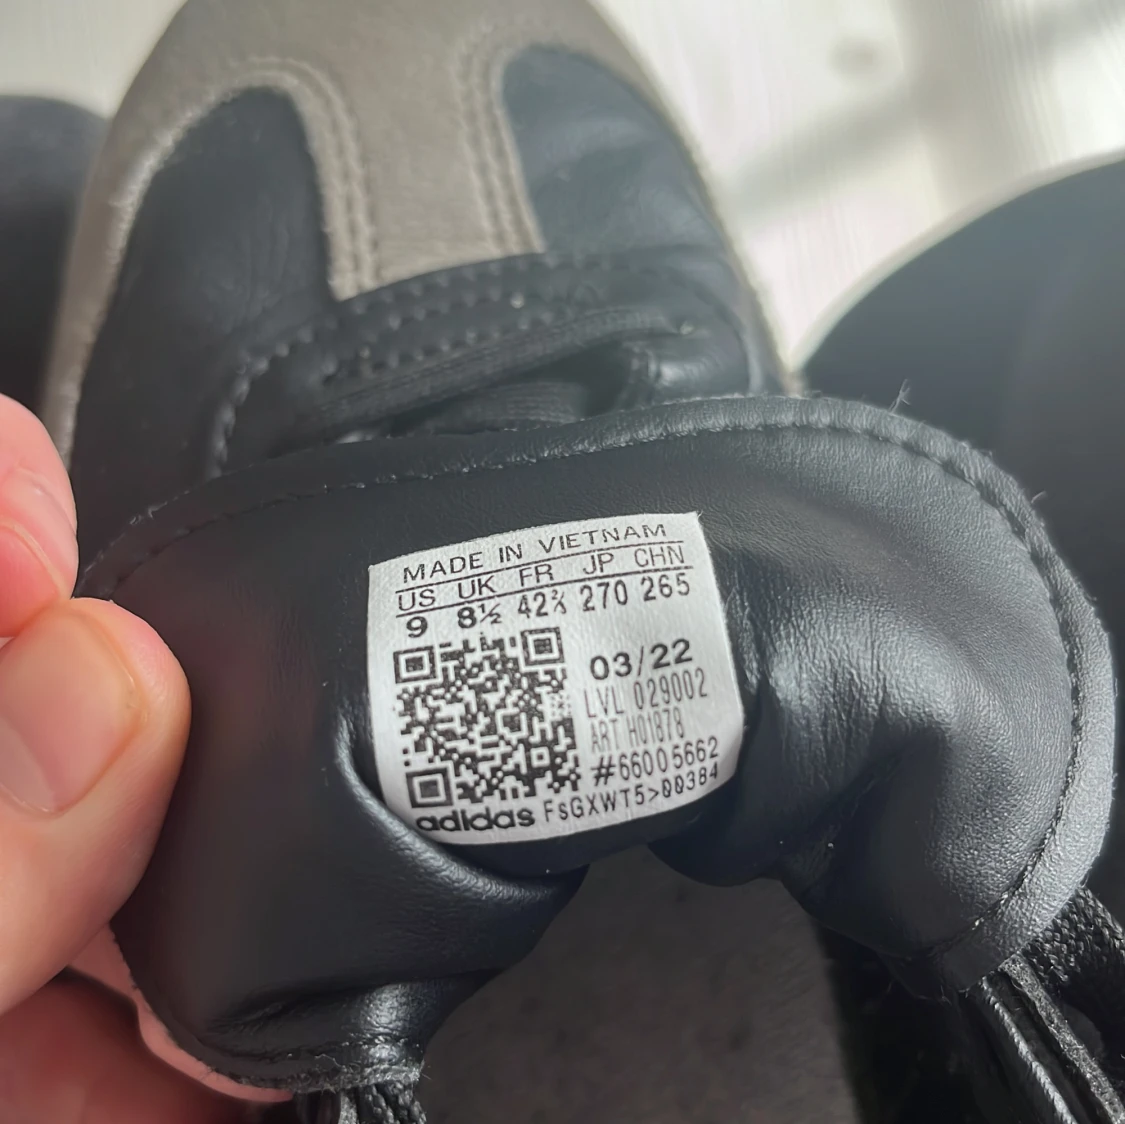 MADE IN VIETNAM
US UK FR JP CHN
9 8½ 42⅔ 270 265
03/22
LVL 029002
ART H01878
#66005662
adidas FsGXWT5>00384